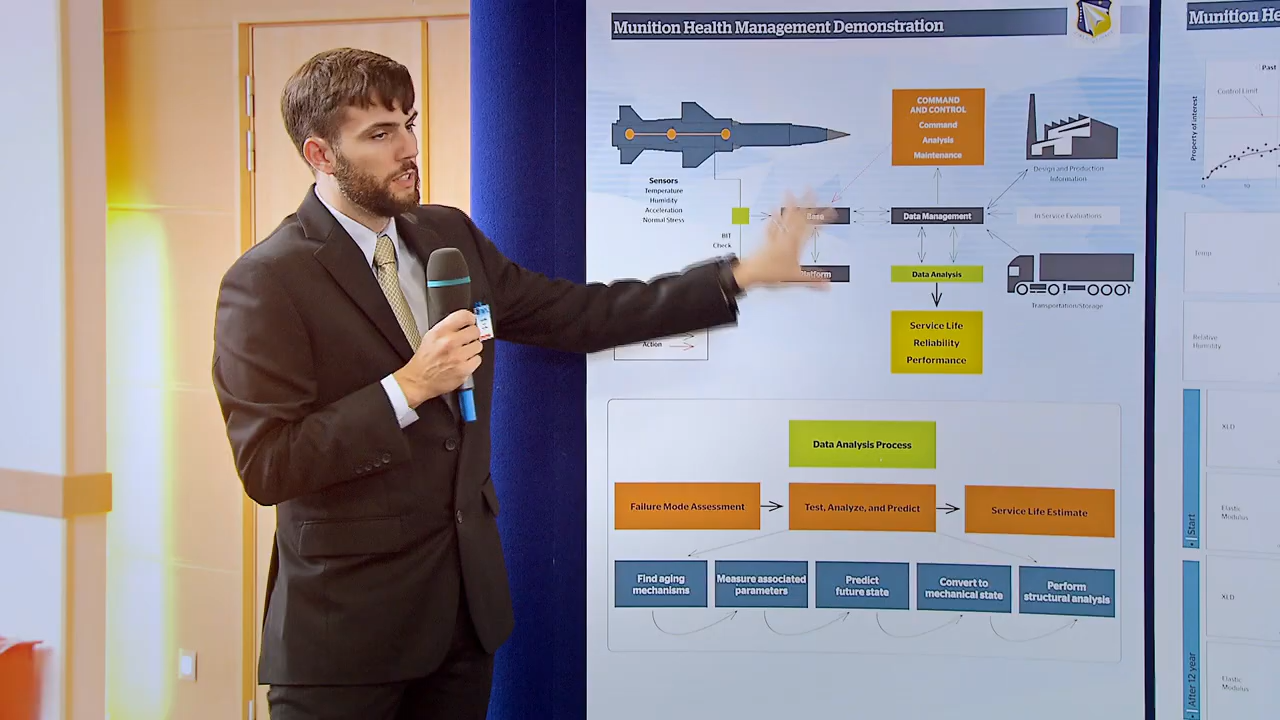 Munition Health Management Demonstration
COMMAND
AND CONTROL
Command
Analysis
Maintenance
Design and Production
Information
Sensors
Temperature
Humidity
Acceleration
Normal Stress
BIT
Check
Base
Data Management
In Service Evaluations
Platform
Data Analysis
Transportation/Storage
Service Life
Reliability
Performance
Action
Data Analysis Process
Failure Mode Assessment
Test, Analyze, and Predict
Service Life Estimate
Find aging
mechanisms
Measure associated
parameters
Predict
future state
Convert to
mechanical state
Perform
structural analysis
Munition He
Past
Control Limit
Property of interest
0
10
Temp
Relative
Humidity
Start
XLD
Elastic
Modulus
After 12 year
XLD
Elastic
Modulus